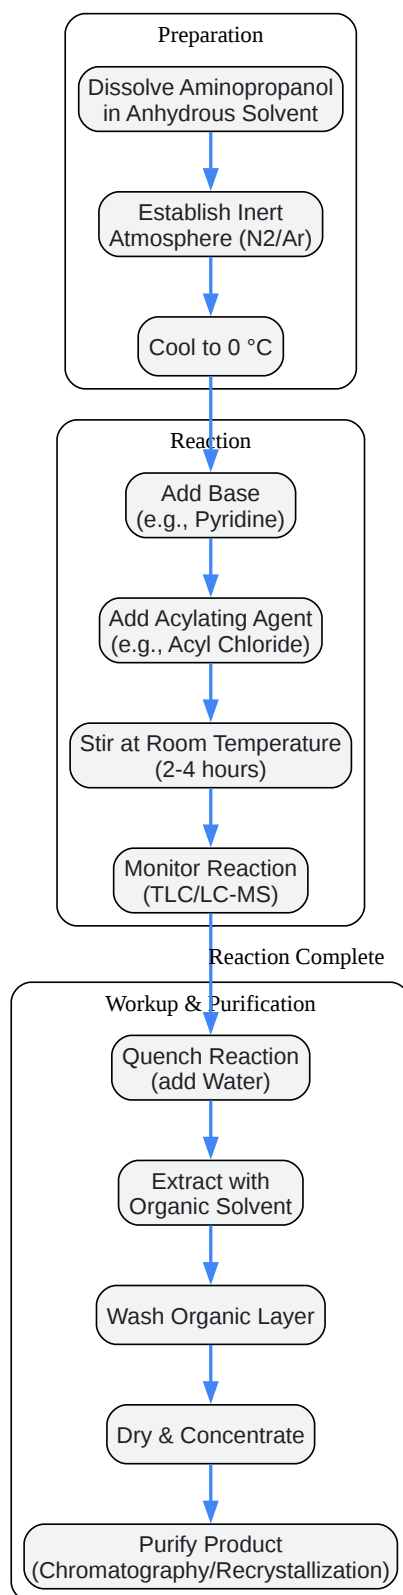 Preparation
Dissolve Aminopropanol
in Anhydrous Solvent
Establish Inert
Atmosphere (N2/Ar)
Cool to 0 °C
Reaction
Add Base
(e.g., Pyridine)
Add Acylating Agent
(e.g., Acyl Chloride)
Stir at Room Temperature
(2-4 hours)
Monitor Reaction
(TLC/LC-MS)
Reaction Complete
Workup & Purification
Quench Reaction
(add Water)
Extract with
Organic Solvent
Wash Organic Layer
Dry & Concentrate
Purify Product
(Chromatography/Recrystallization)